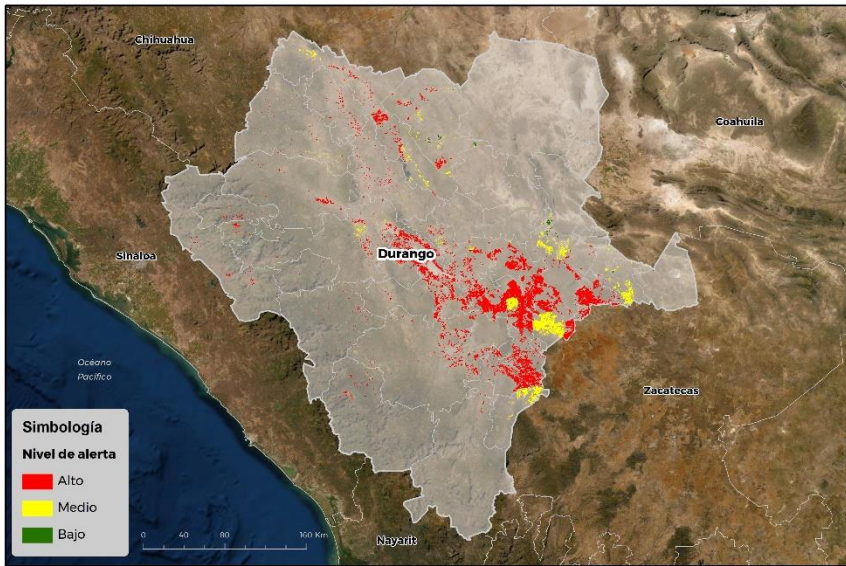 Chihuahua
Coahuila
Sinaloa
Durango
Océano
Pacífico
Zacatecas
Nayarit
Simbología
Nivel de alerta
Alto
Medio
Bajo
0 40 80 160 Km